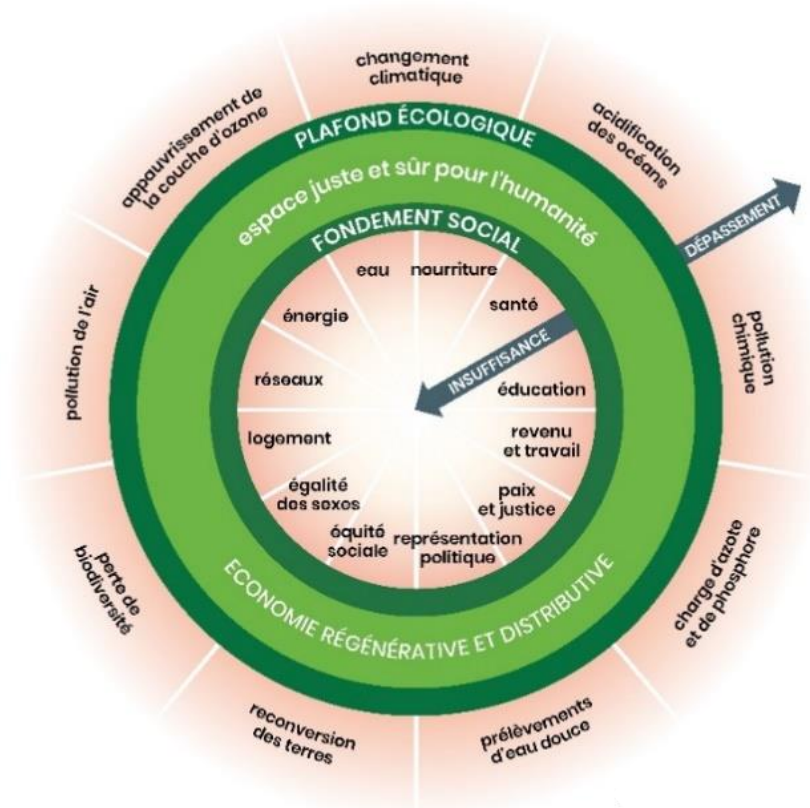 changement
climatique
acidification
des océans
DÉPASSEMENT
pollution
chimique
charge d'azote
et de phosphore
prélèvements
d'eau douce
reconversion
des terres
perte de
biodiversité
pollution de l'air
appauvrissement de
la couche d'ozone
PLAFOND ÉCOLOGIQUE
espace juste et sûr pour l'humanité
FONDEMENT SOCIAL
eau
nourriture
santé
INSUFFISANCE
éducation
revenu
et travail
paix
et justice
représentation
politique
équité
sociale
égalité
des sexes
logement
réseaux
énergie
ECONOMIE RÉGÉNÉRATIVE ET DISTRIBUTIVE